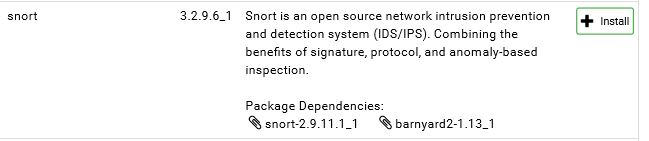 snort 3.2.9.6_1 Snort is an open source network intrusion prevention Install
and detection system (IDS/IPS). Combining the
benefits of signature, protocol, and anomaly-based
inspection.
Package Dependencies:
snort-2.9.11.1_1 barnyard2-1.13_1